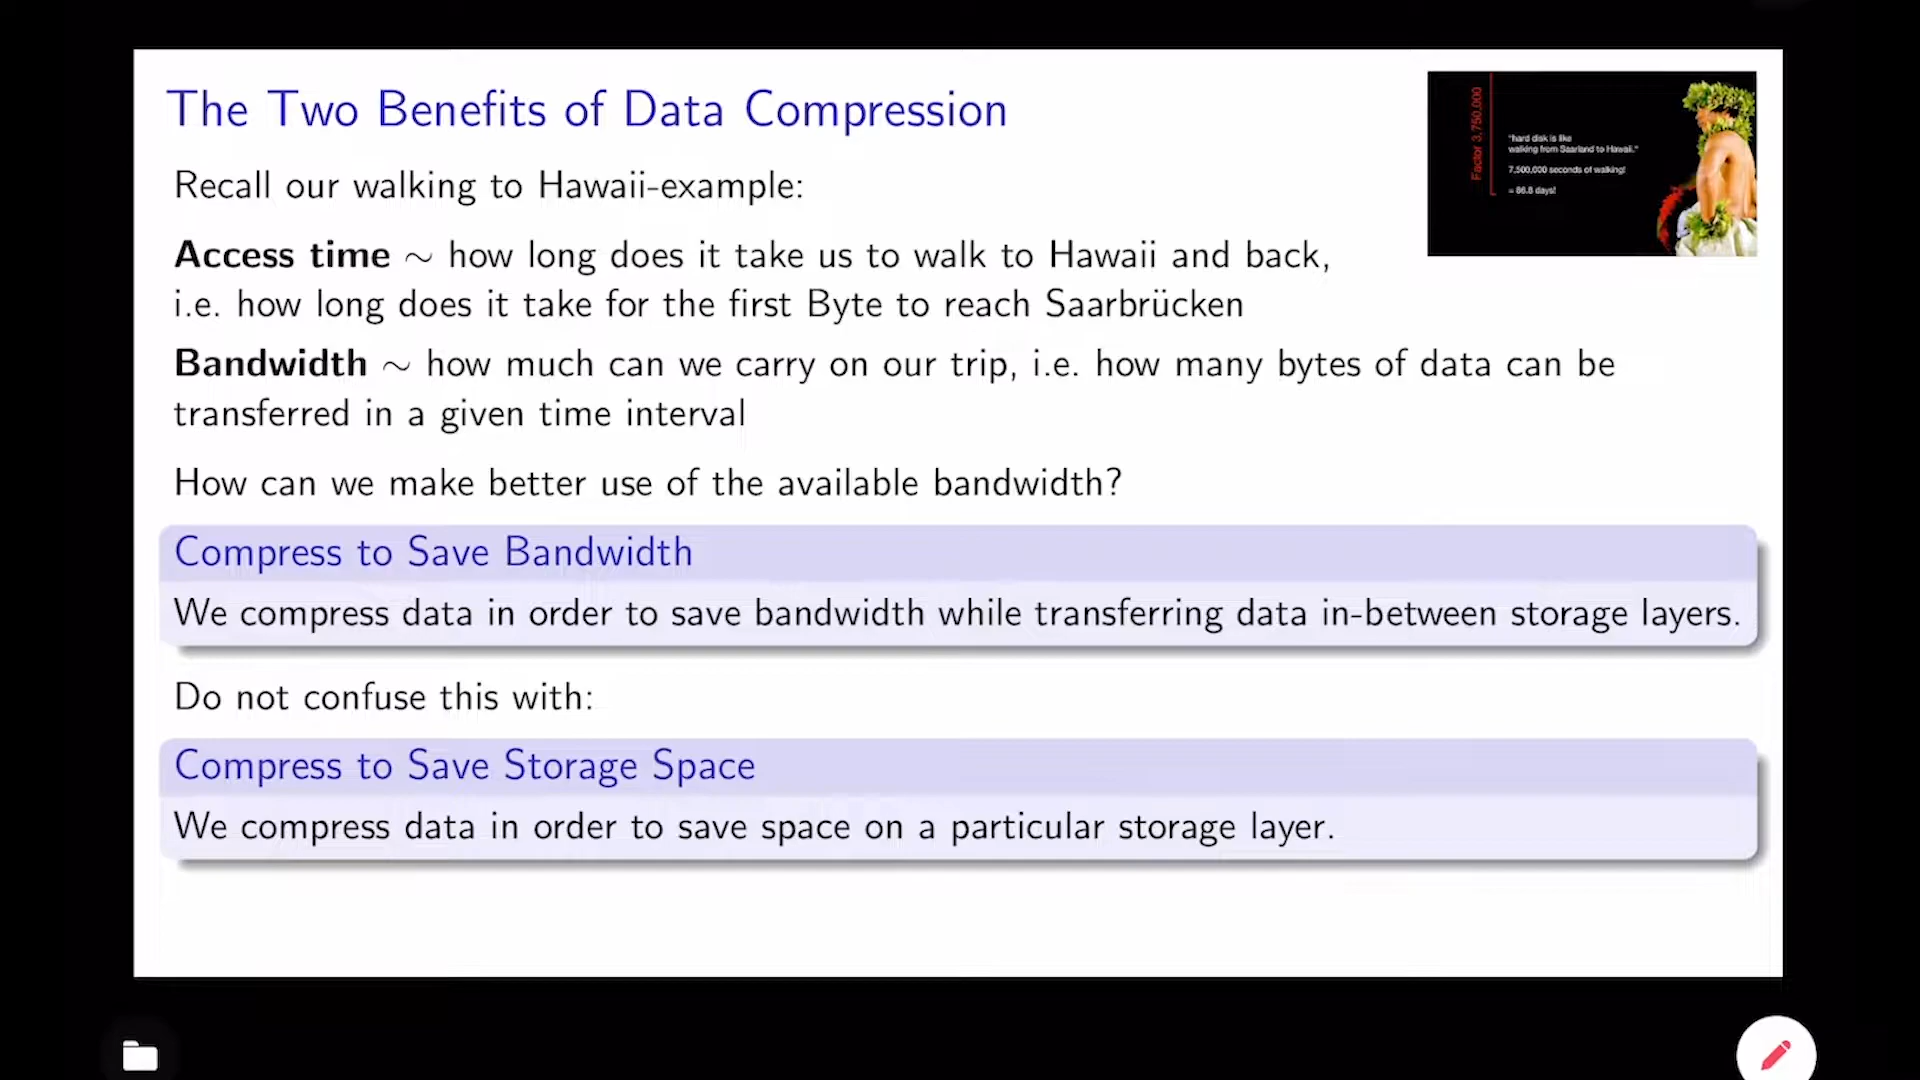 The Two Benefits of Data Compression
Recall our walking to Hawaii-example:
Factor 3,750,000
"hard disk is like
walking from Saarland to Hawaii."
7,500,000 seconds of walking!
= 86.8 days!
Access time ∼ how long does it take us to walk to Hawaii and back,
i.e. how long does it take for the first Byte to reach Saarbrücken
Bandwidth ∼ how much can we carry on our trip, i.e. how many bytes of data can be
transferred in a given time interval
How can we make better use of the available bandwidth?
Compress to Save Bandwidth
We compress data in order to save bandwidth while transferring data in-between storage layers.
Do not confuse this with:
Compress to Save Storage Space
We compress data in order to save space on a particular storage layer.